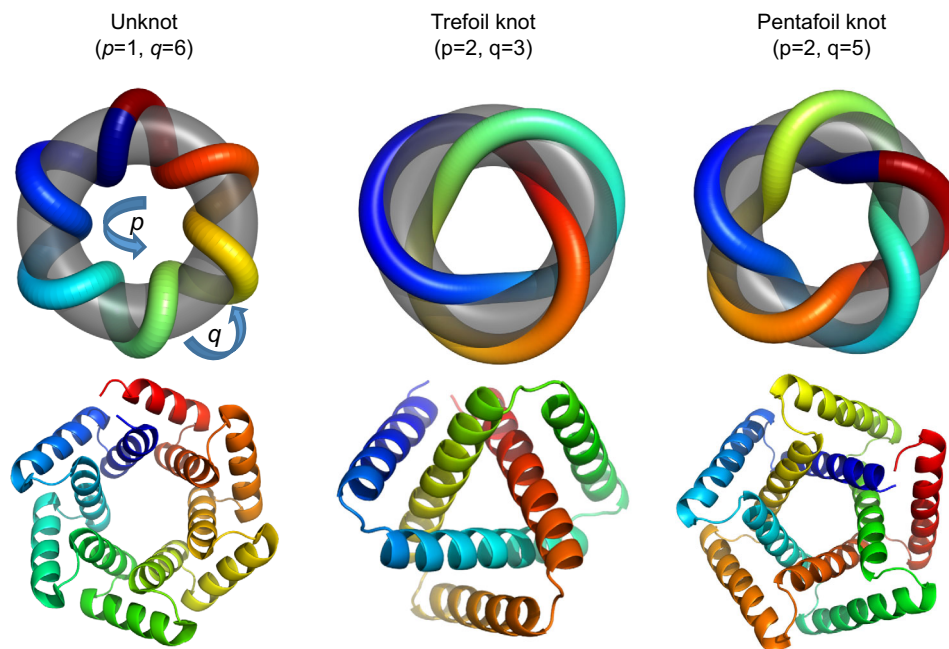 Unknot
(p=1, q=6)
Trefoil knot
(p=2, q=3)
Pentafoil knot
(p=2, q=5)
p
q